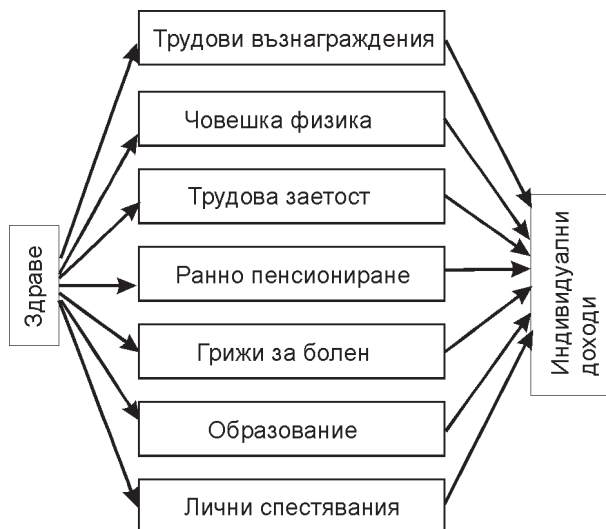 Здраве
Трудови възнаграждения
Човешка физика
Трудова заетост
Ранно пенсиониране
Грижи за болен
Образование
Лични спестявания
Индивидуални
доходи